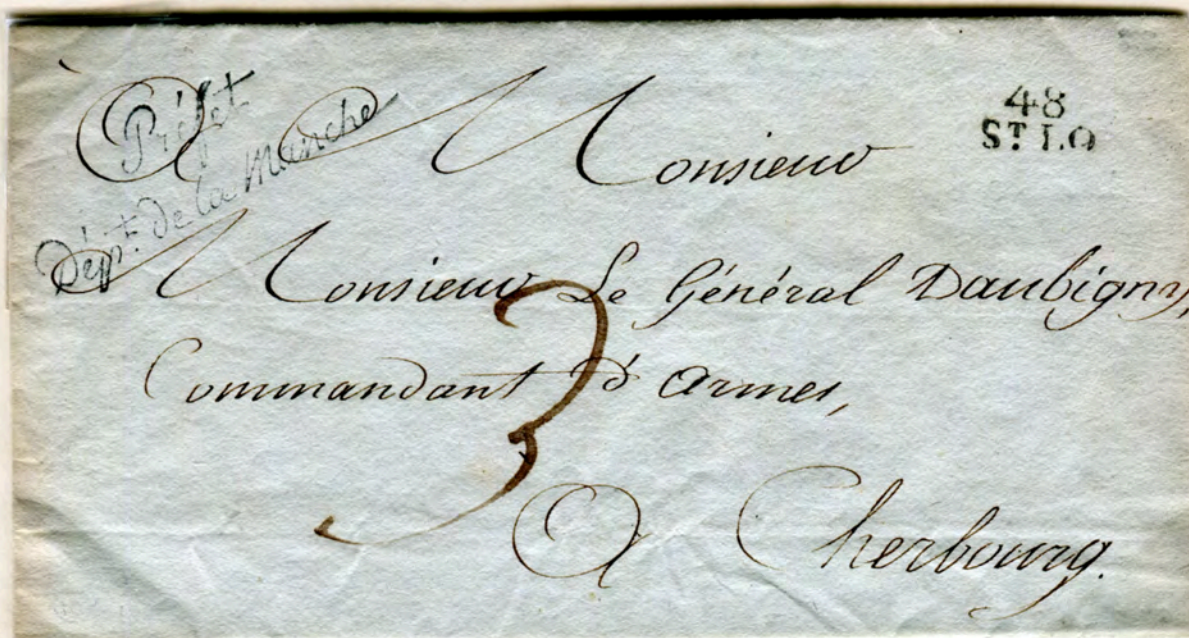 Préfet
Dépt. de la Manche
48
ST. LO
Monsieur
Monsieur Le Général Daubigny,
Commandant d'armes,
3
A Cherbourg.